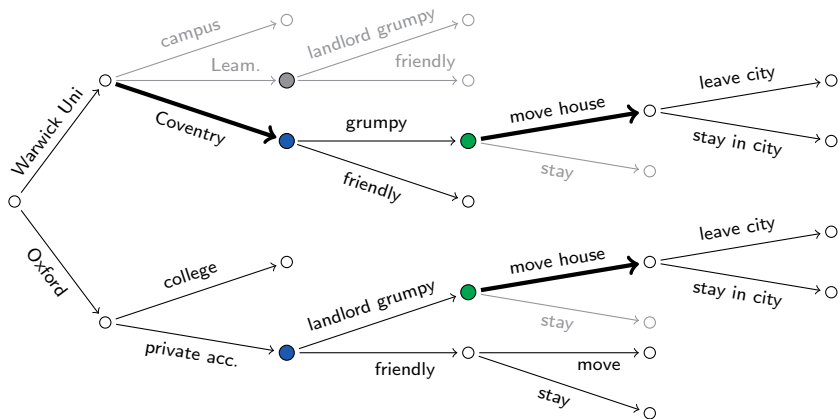 campus
landlord grumpy
Leam.
friendly
Warwick Uni
Coventry
grumpy
move house
leave city
stay in city
stay
friendly
Oxford
college
landlord grumpy
move house
leave city
stay in city
stay
private acc.
friendly
move
stay